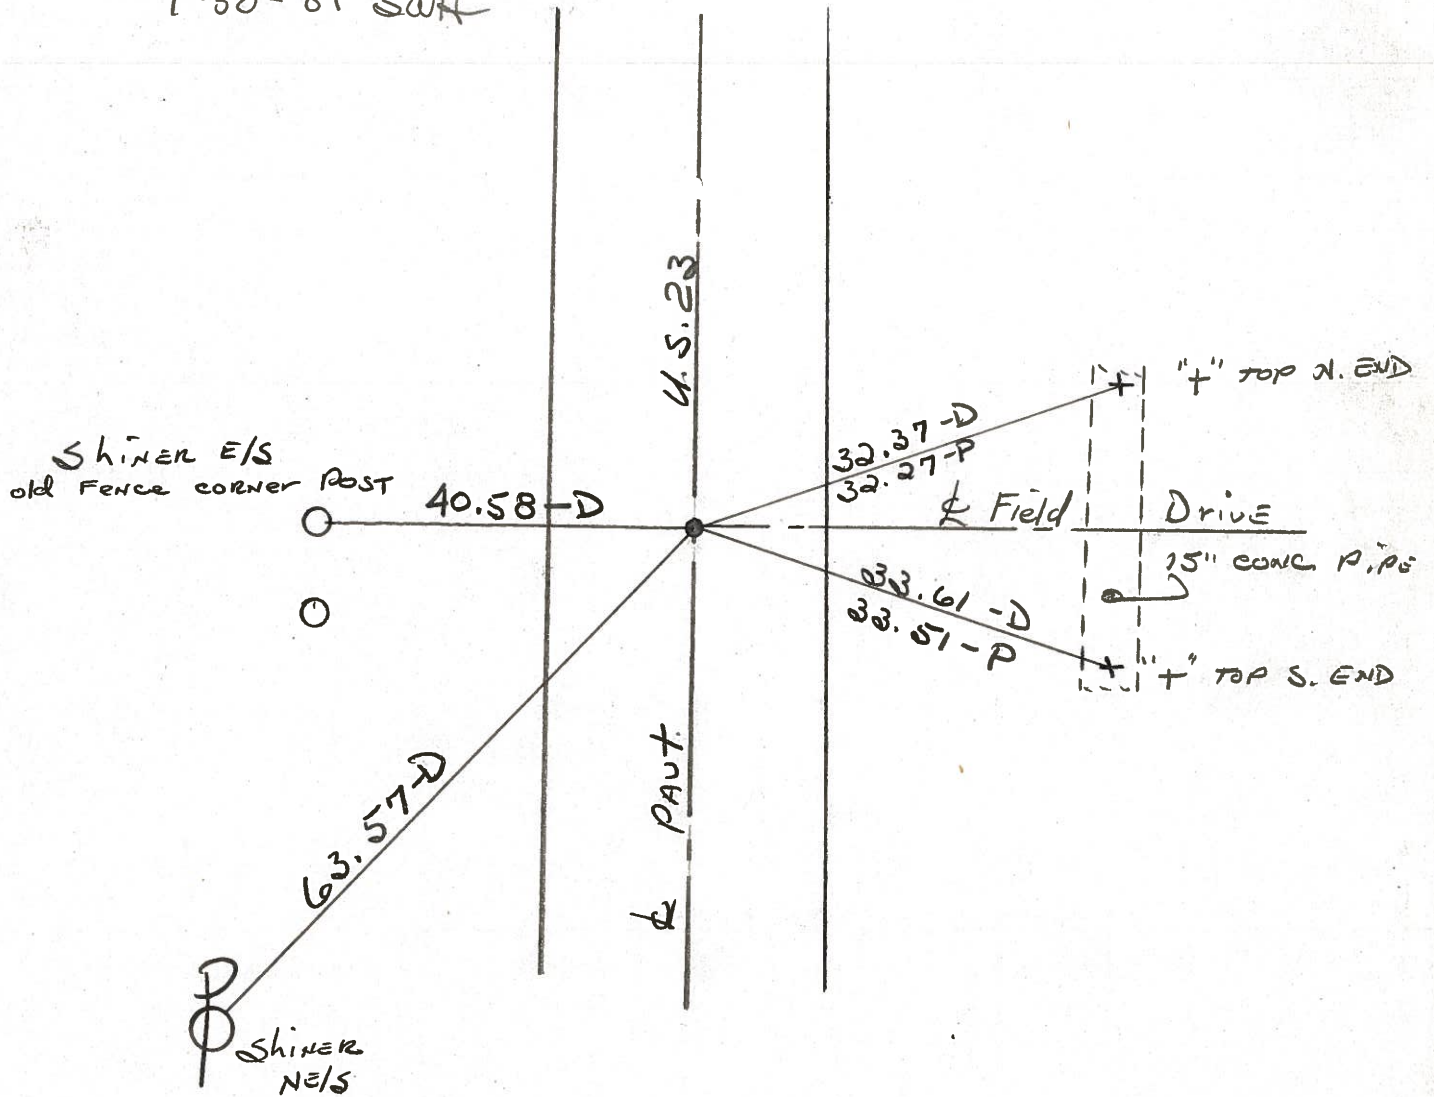 U.S. 23
"+" TOP N. END
32.37-D
32.27-P
Shiner E/S
old Fence corner Post
40.58-D
℄ Field Drive
15" conc. Pipe
33.61-D
33.51-P
"+" TOP S. END
63.57-D
℄ PAVT.
P
Shiner
NE/S